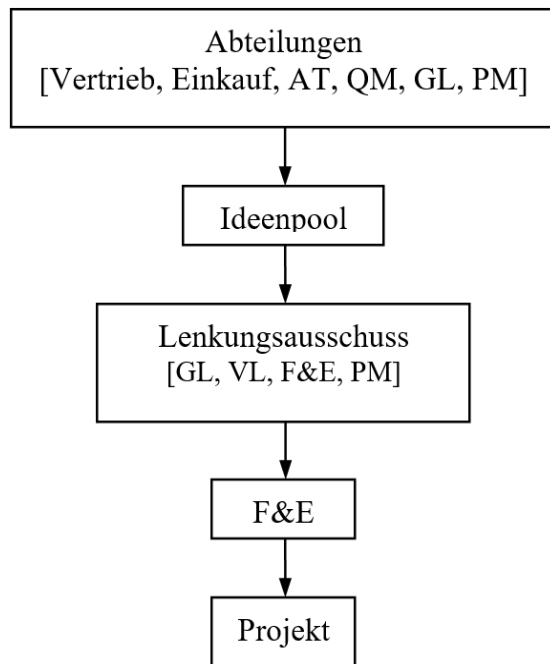 Abteilungen
[Vertrieb, Einkauf, AT, QM, GL, PM]
Ideenpool
Lenkungsausschuss
[GL, VL, F&E, PM]
F&E
Projekt